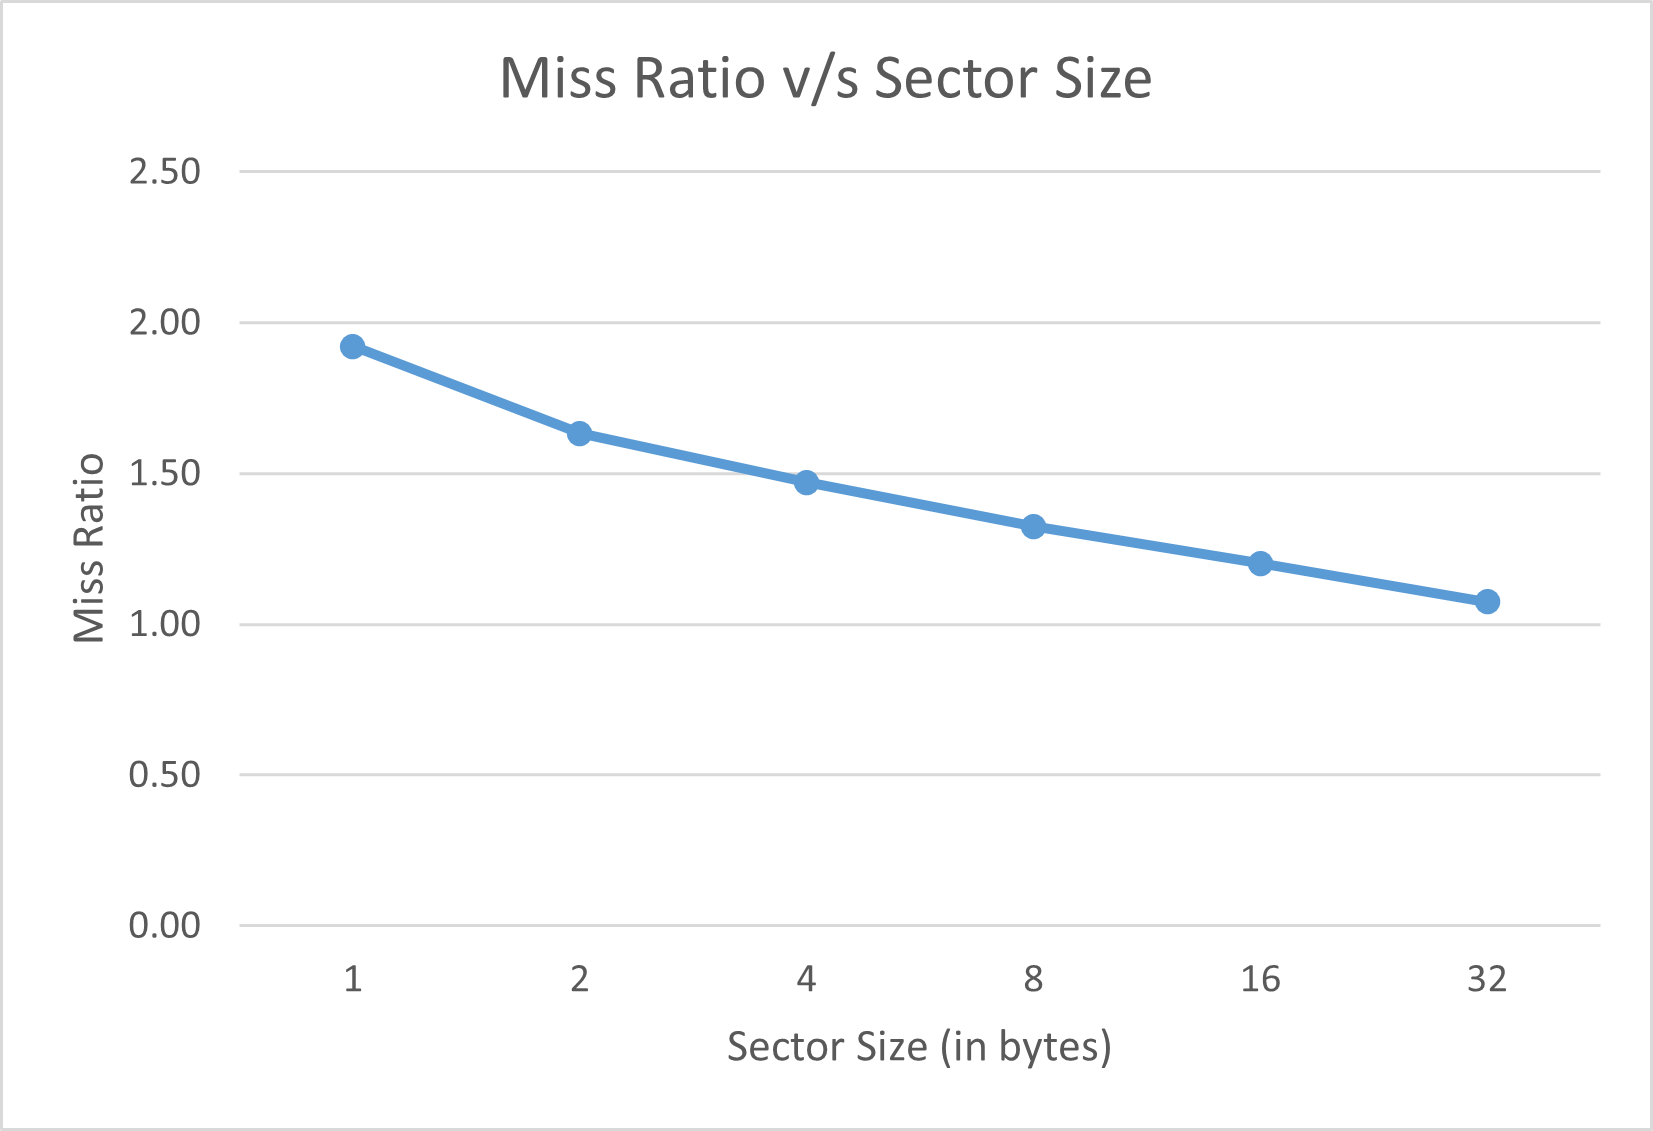 Miss Ratio v/s Sector Size
2.50
2.00
1.50
1.00
0.50
0.00
Miss Ratio
1 2 4 8 16 32
Sector Size (in bytes)